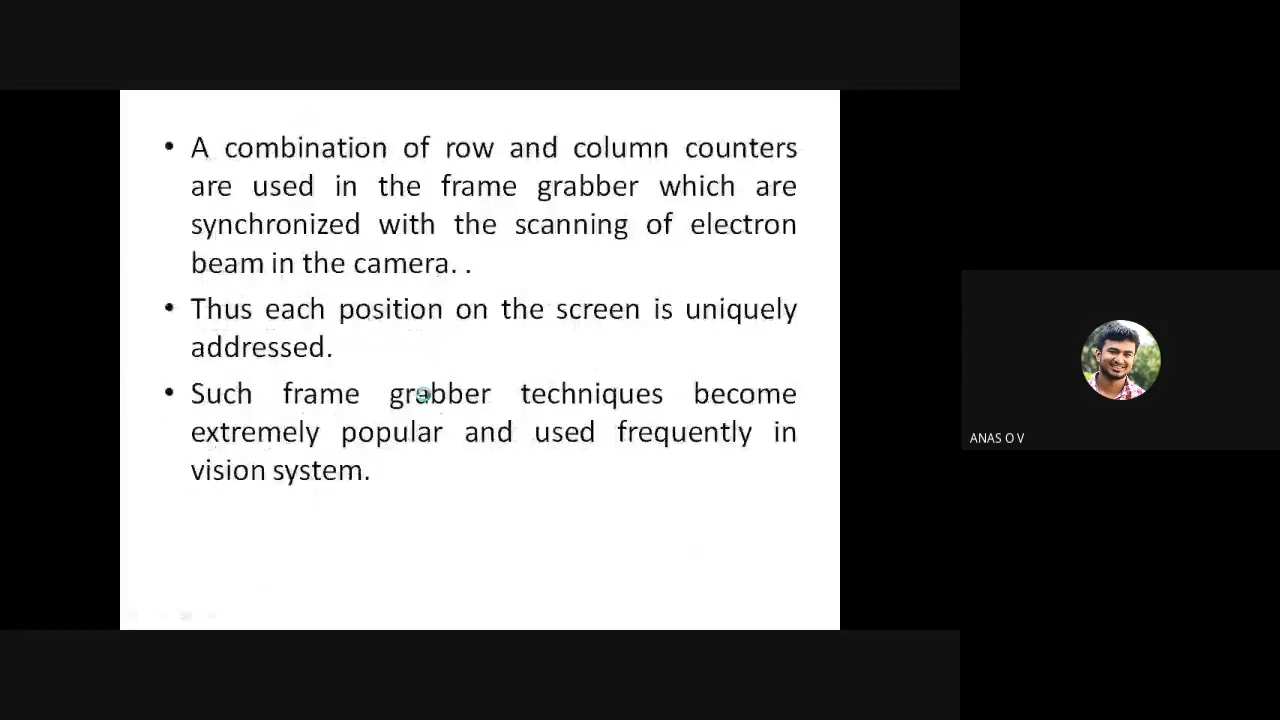 • A combination of row and column counters
are used in the frame grabber which are
synchronized with the scanning of electron
beam in the camera. .
• Thus each position on the screen is uniquely
addressed.
• Such frame grabber techniques become
extremely popular and used frequently in
vision system.
ANAS O V